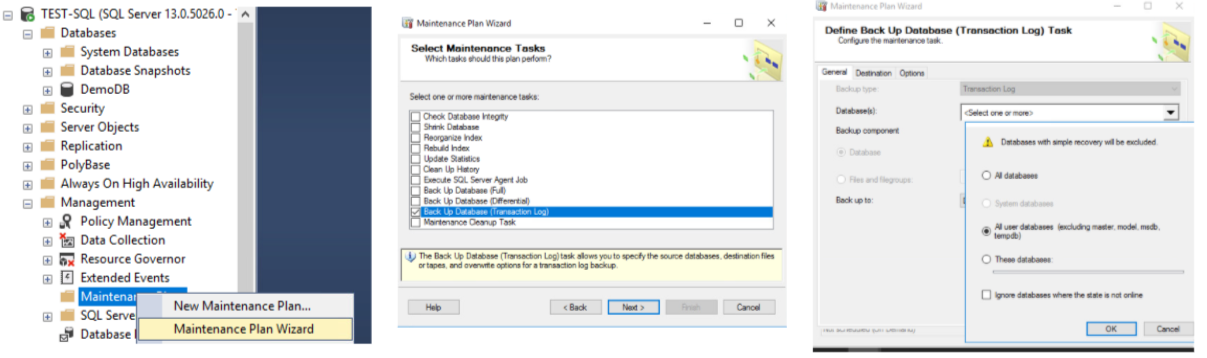 TEST-SQL (SQL Server 13.0.5026.0 -
Databases
System Databases
Database Snapshots
DemoDB
Security
Server Objects
Replication
PolyBase
Always On High Availability
Management
Policy Management
Data Collection
Resource Governor
Extended Events
Maintenan
SQL Serve
Database
New Maintenance Plan...
Maintenance Plan Wizard
Maintenance Plan Wizard
Select Maintenance Tasks
Which tasks should this plan perform?
Select one or more maintenance tasks:
Check Database Integrity
Shrink Database
Reorganize Index
Rebuild Index
Update Statistics
Clean Up History
Execute SQL Server Agent Job
Back Up Database (Full)
Back Up Database (Differential)
Back Up Database (Transaction Log)
Maintenance Cleanup Task
The Back Up Database (Transaction Log) task allows you to specify the source databases, destination files
or tapes, and overwrite options for a transaction log backup.
Help
< Back
Next >
Finish
Cancel
Maintenance Plan Wizard
Define Back Up Database (Transaction Log) Task
Configure the maintenance task.
General Destination Options
Backup type:
Transaction Log
Database(s):
<Select one or more>
Backup component
Database
Files and filegroups:
Back up to:
Databases with simple recovery will be excluded.
All databases
System databases
All user databases (excluding master, model, msdb,
tempdb)
These databases:
Ignore databases where the state is not online
OK
Cancel